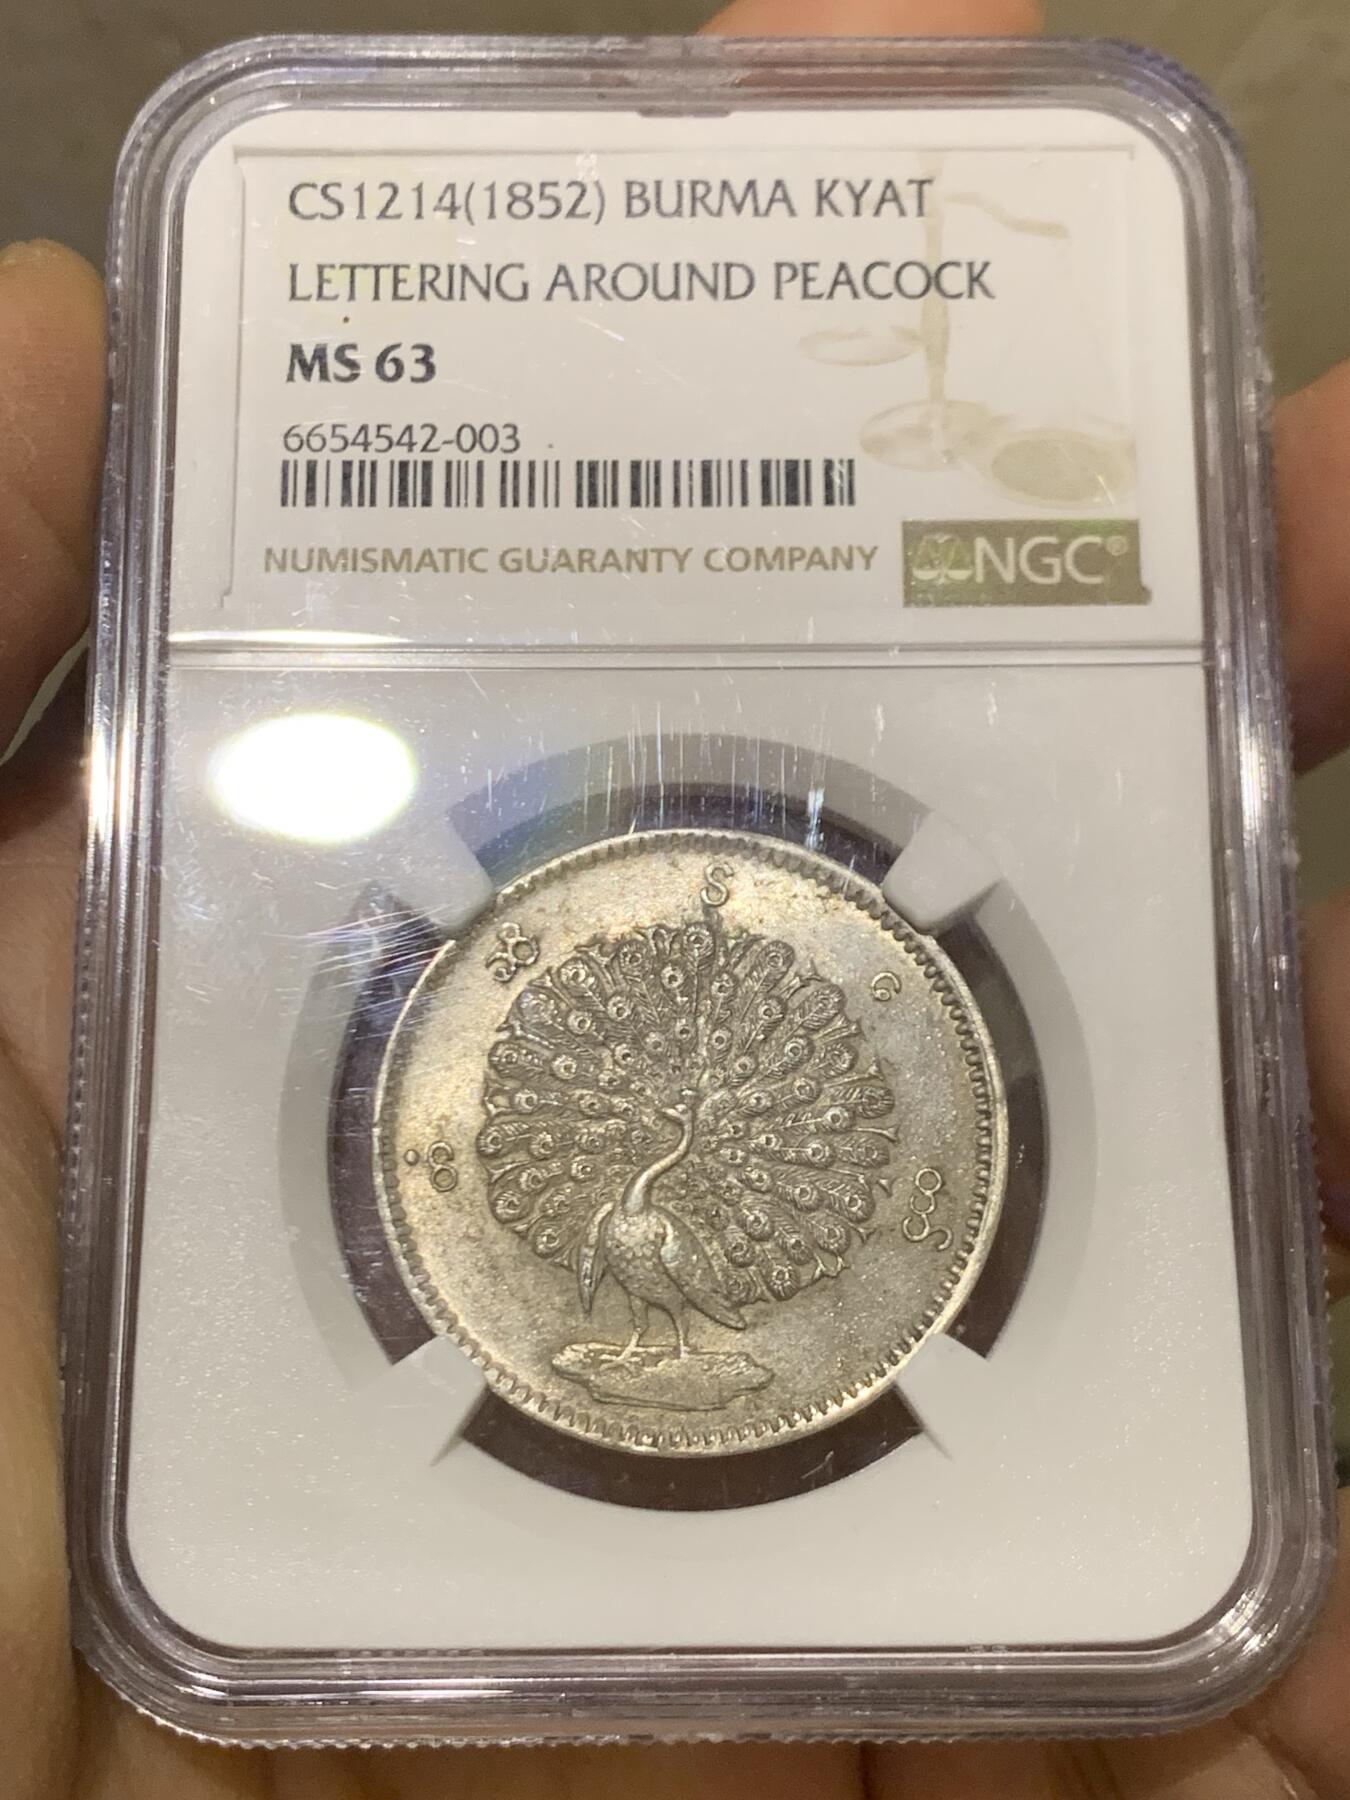 CS1214(1852) BURMA KYAT
LETTERING AROUND PEACOCK
MS 63
6654542-003
NUMISMATIC GUARANTY COMPANY
NGC®